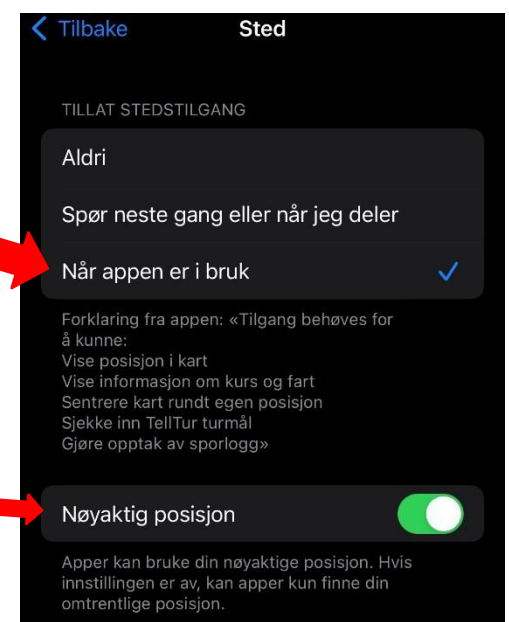 Tilbake
Sted
TILLAT STEDSTILGANG
Aldri
Spør neste gang eller når jeg deler
Når appen er i bruk
Forklaring fra appen: «Tilgang behøves for
å kunne:
Vise posisjon i kart
Vise informasjon om kurs og fart
Sentrere kart rundt egen posisjon
Sjekke inn TellTur turmål
Gjøre opptak av sporlogg»
Nøyaktig posisjon
Apper kan bruke din nøyaktige posisjon. Hvis
innstillingen er av, kan apper kun finne din
omtrentlige posisjon.